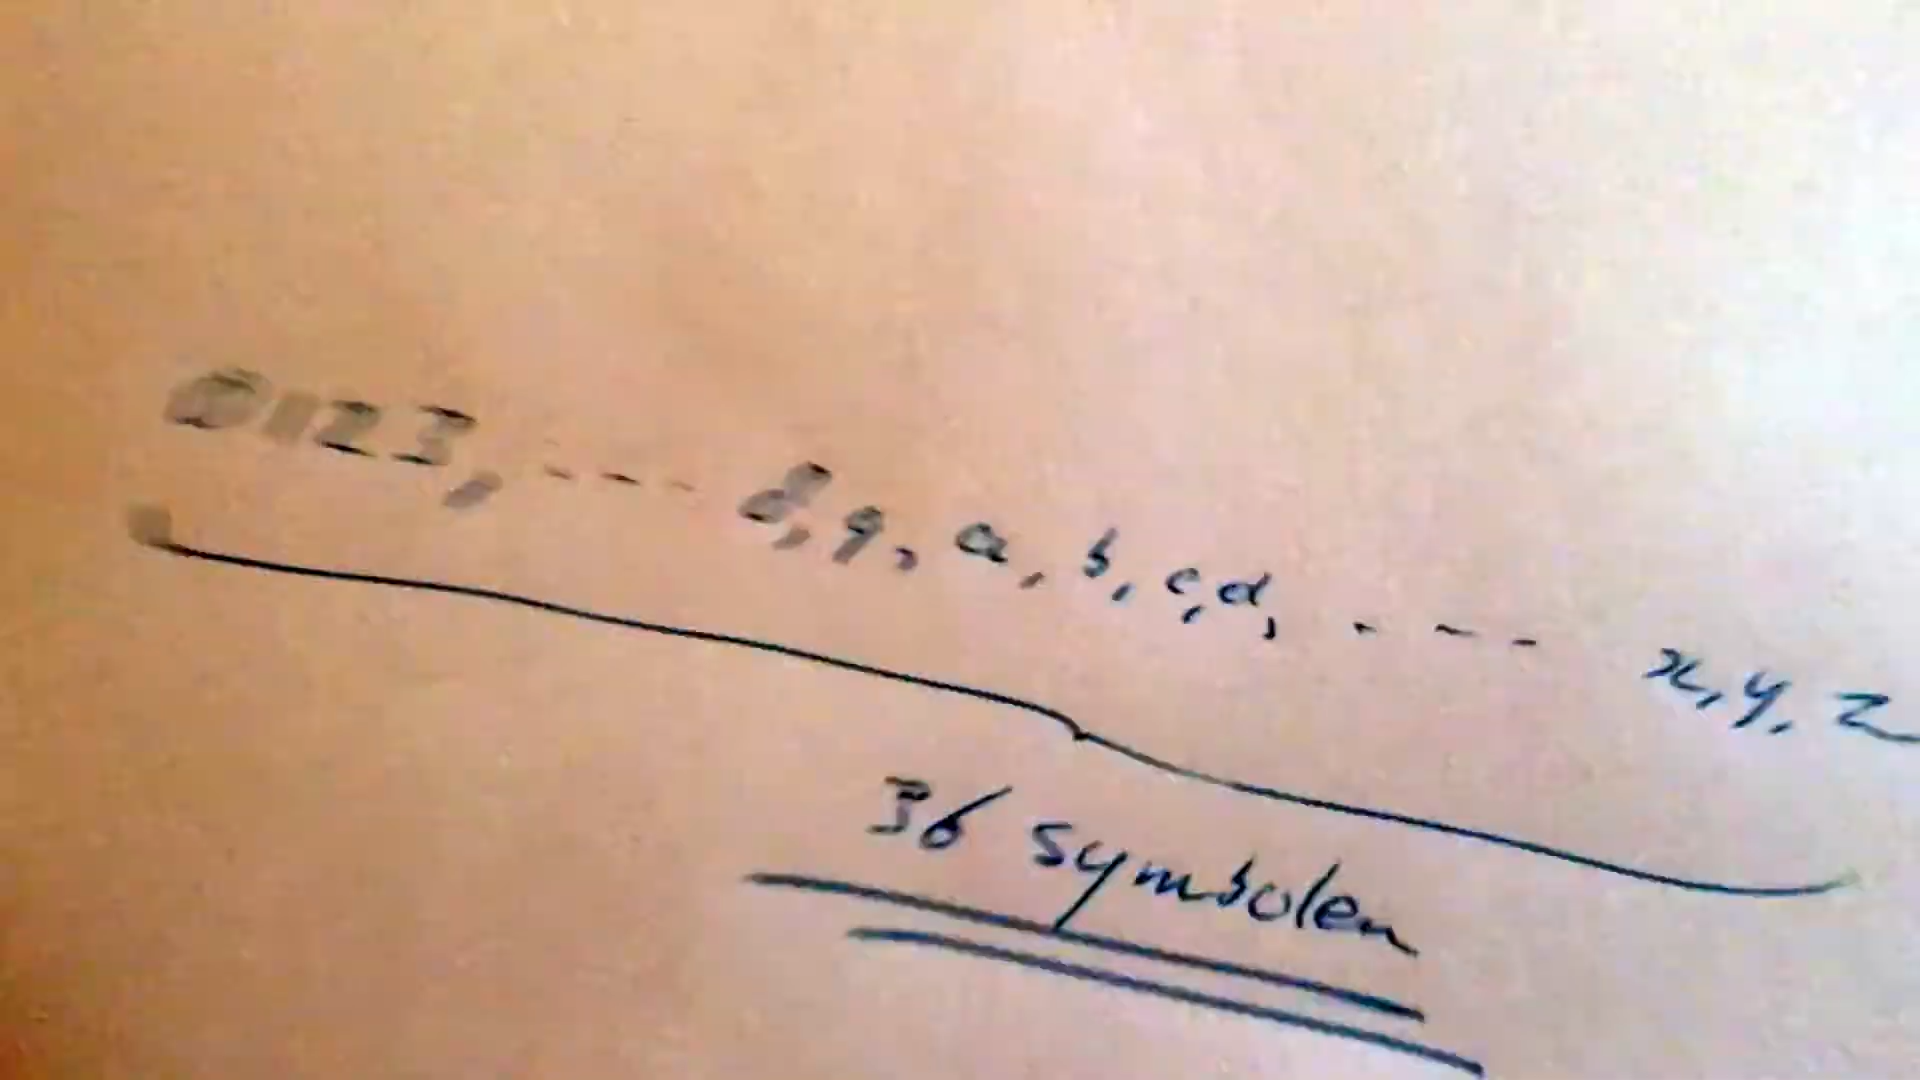 0123, ---- 8, 9, a, b, c, d, ---- x, y, z
36 symbolen